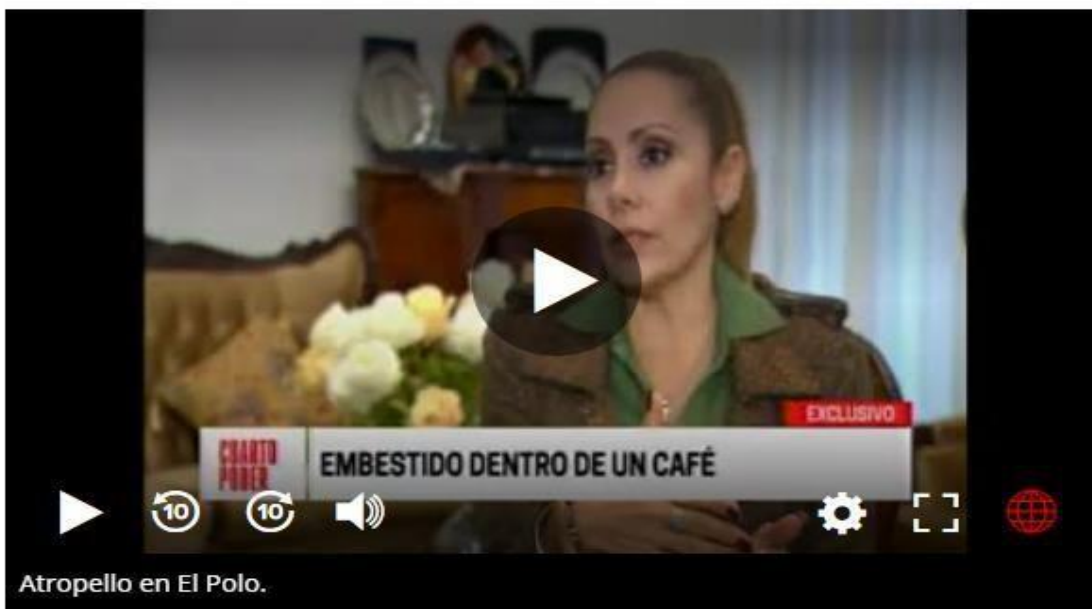 EXCLUSIVO
CUARTO
PODER
EMBESTIDO DENTRO DE UN CAFÉ
10
10
Atropello en El Polo.